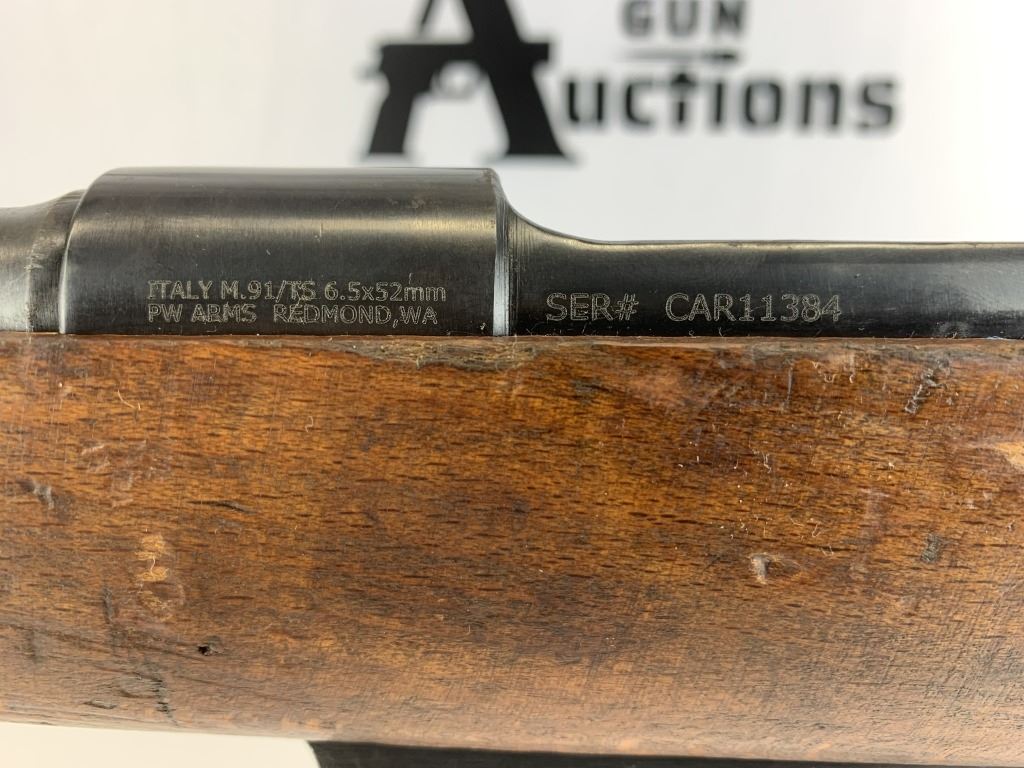 GUN
Auctions
ITALY M.91/TS 6.5x52mm
PW ARMS REDMOND,WA
SER# CAR11384